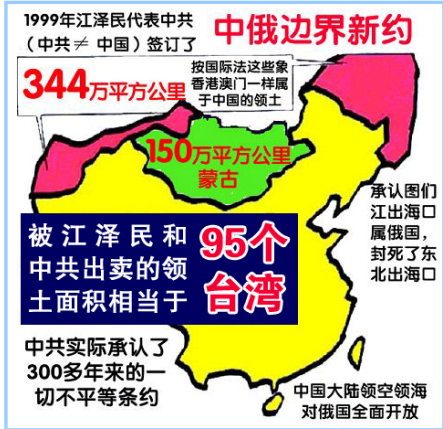 1999年江泽民代表中共
（中共≠ 中国）签订了
中俄边界新约
344万平方公里
按国际法这些象
香港澳门一样属
于中国的领土
150万平方公里
蒙古
承认图们
江出海口
属俄国，
封死了东
北出海口
被江泽民和
中共出卖的领
土面积相当于
95个
台湾
中共实际承认了
300多年来的一
切不平等条约
中国大陆领空领海
对俄国全面开放